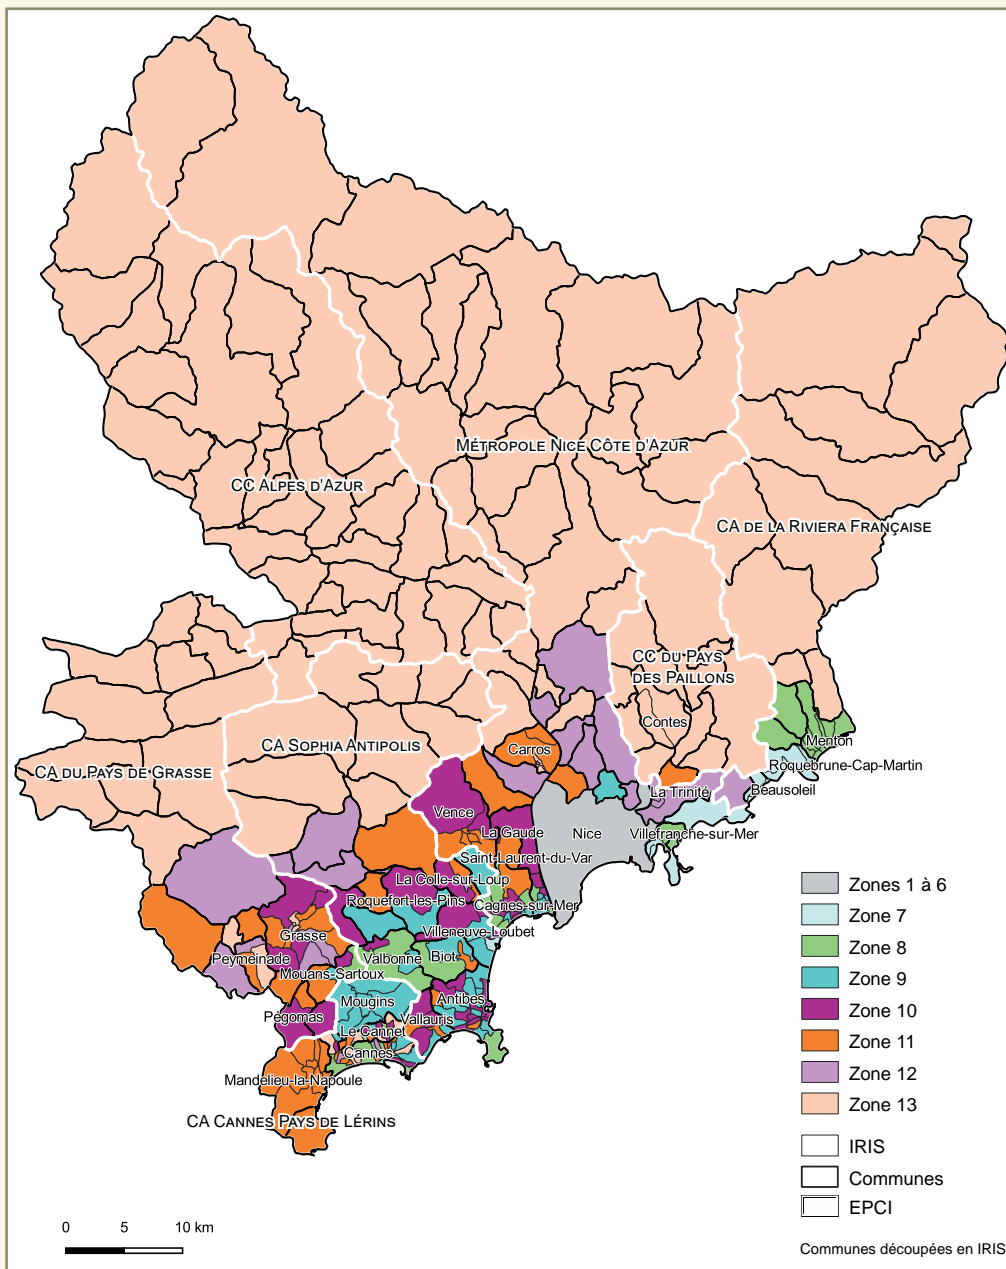 MÉTROPOLE NICE CÔTE D'AZUR
CC ALPES D'AZUR
CA DE LA RIVIERA FRANÇAISE
CC DU PAYS
DES PAILLONS
Contes
CA SOPHIA ANTIPOLIS
CA DU PAYS DE GRASSE
Carros
Menton
Roquebrune-Cap-Martin
Beausoleil
La Trinité
Vence
La Gaude
Nice
Villefranche-sur-Mer
Saint-Laurent-du-Var
La Colle-sur-Loup
Roquefort-les-Pins
Cagnes-sur-Mer
Grasse
Villeneuve-Loubet
Peymeinade
Valbonne
Biot
Mouans-Sartoux
Mougins
Antibes
Pégomas
Vallauris
Le Cannet
Cannes
Mandelieu-la-Napoule
CA CANNES PAYS DE LÉRINS
Zones 1 à 6
Zone 7
Zone 8
Zone 9
Zone 10
Zone 11
Zone 12
Zone 13
IRIS
Communes
EPCI
0 5 10 km
Communes découpées en IRIS